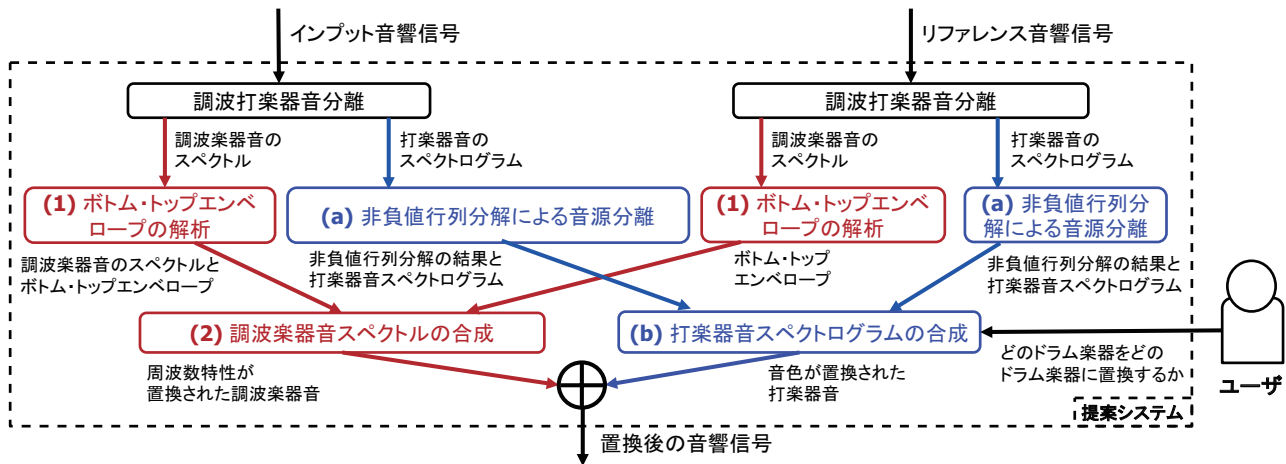 インプット音響信号
リファレンス音響信号
調波打楽器音分離
調波打楽器音分離
調波楽器音の
スペクトル
打楽器音の
スペクトログラム
調波楽器音の
スペクトル
打楽器音の
スペクトログラム
(1) ボトム・トップエンベ
ロープの解析
(a) 非負値行列分解による音源分離
(1) ボトム・トップエンベ
ロープの解析
(a) 非負値行列分
解による音源分離
調波楽器音のスペクトルと
ボトム・トップエンベロープ
非負値行列分解の結果と
打楽器音スペクトログラム
ボトム・トップ
エンベロープ
非負値行列分解の結果と
打楽器音スペクトログラム
(2) 調波楽器音スペクトルの合成
(b) 打楽器音スペクトログラムの合成
周波数特性が
置換された調波楽器音
音色が置換された
打楽器音
どのドラム楽器をどの
ドラム楽器に置換するか
ユーザ
提案システム
置換後の音響信号